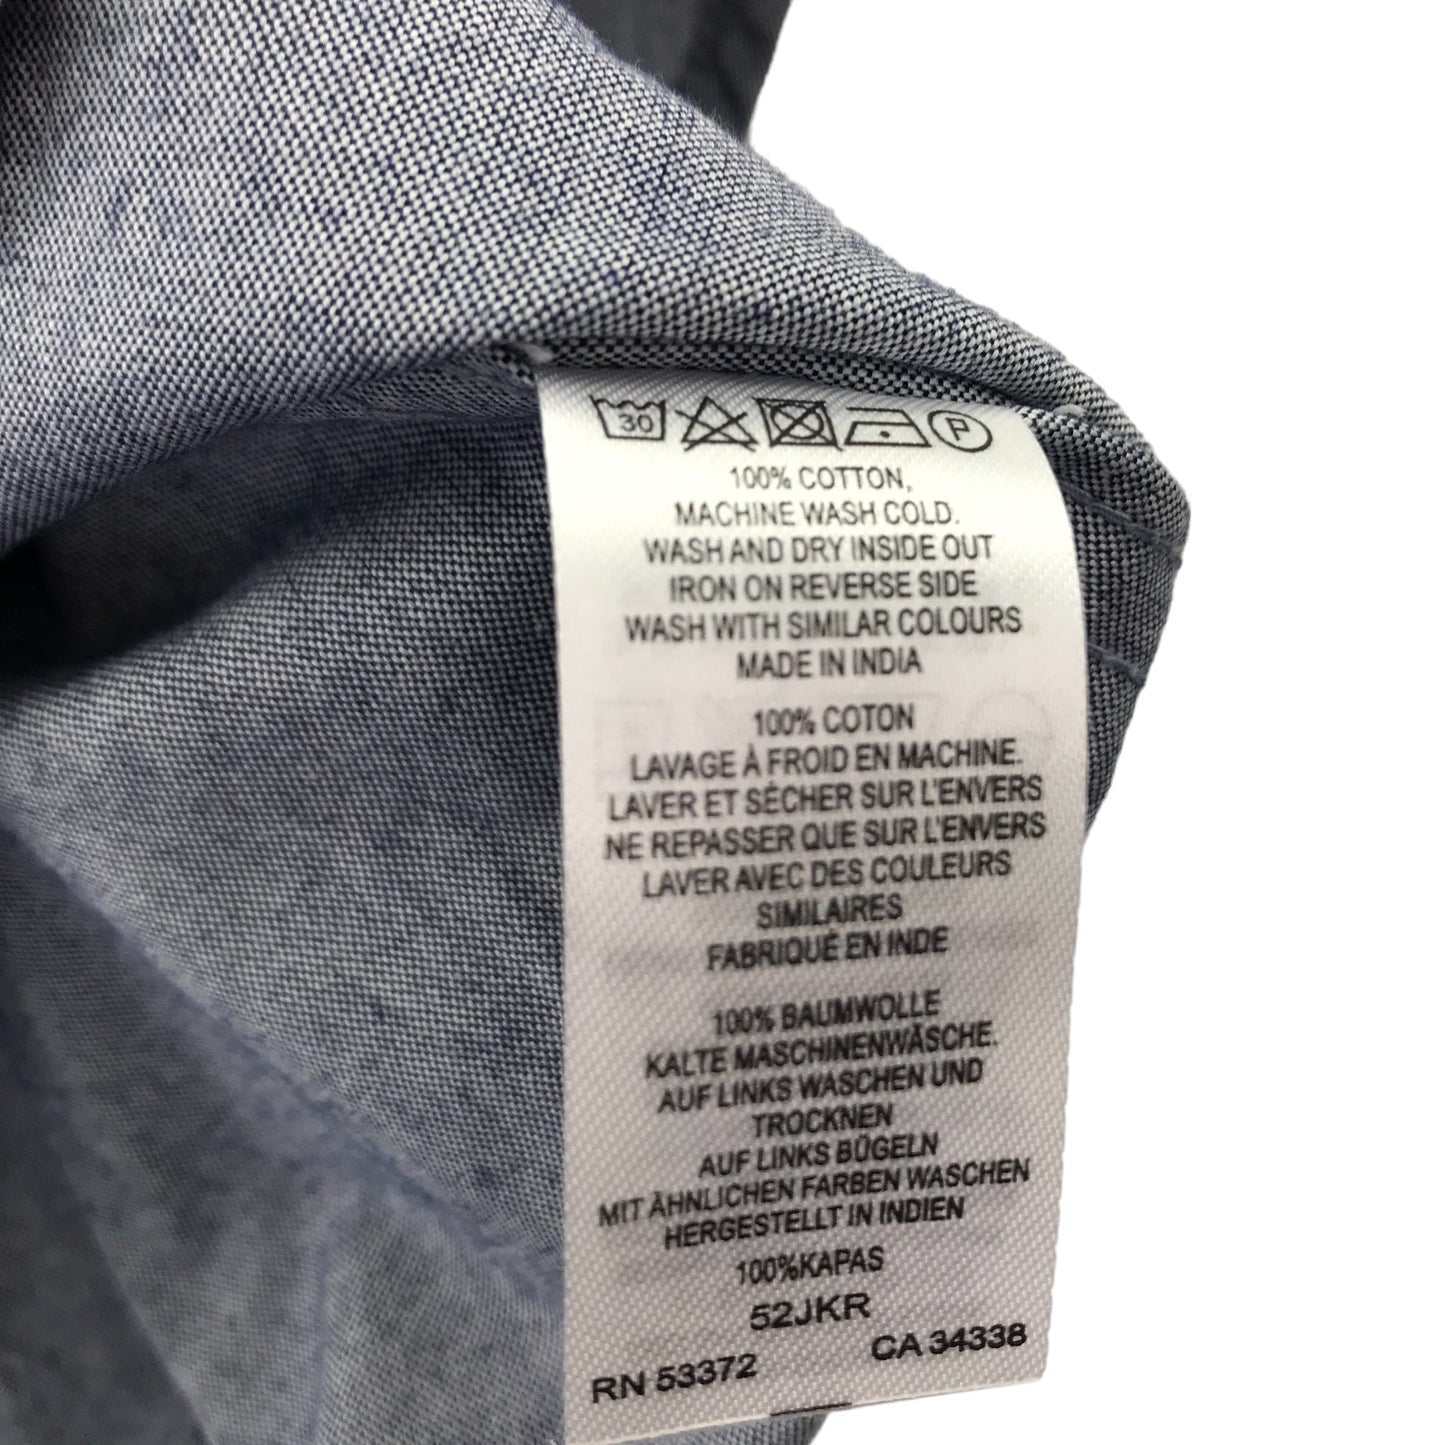 30 P
100% COTTON,
MACHINE WASH COLD.
WASH AND DRY INSIDE OUT
IRON ON REVERSE SIDE
WASH WITH SIMILAR COLOURS
MADE IN INDIA
100% COTON
LAVAGE À FROID EN MACHINE.
LAVER ET SÉCHER SUR L'ENVERS
NE REPASSER QUE SUR L'ENVERS
LAVER AVEC DES COULEURS
SIMILAIRES
FABRIQUÉ EN INDE
100% BAUMWOLLE
KALTE MASCHINENWÄSCHE.
AUF LINKS WASCHEN UND
TROCKNEN
AUF LINKS BÜGELN
MIT ÄHNLICHEN FARBEN WASCHEN
HERGESTELLT IN INDIEN
100%KAPAS
52JKR
RN 53372 CA 34338